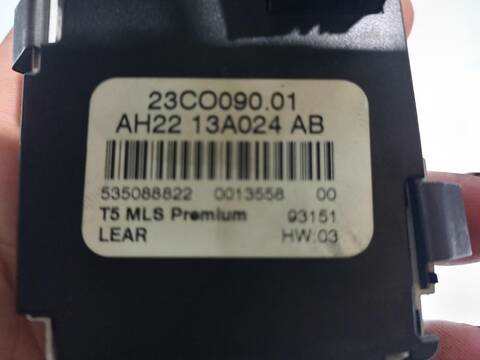 23CO090.01
AH22 13A024 AB
535088822 0013558 00
T5 MLS Premium 93151
LEAR HW:03